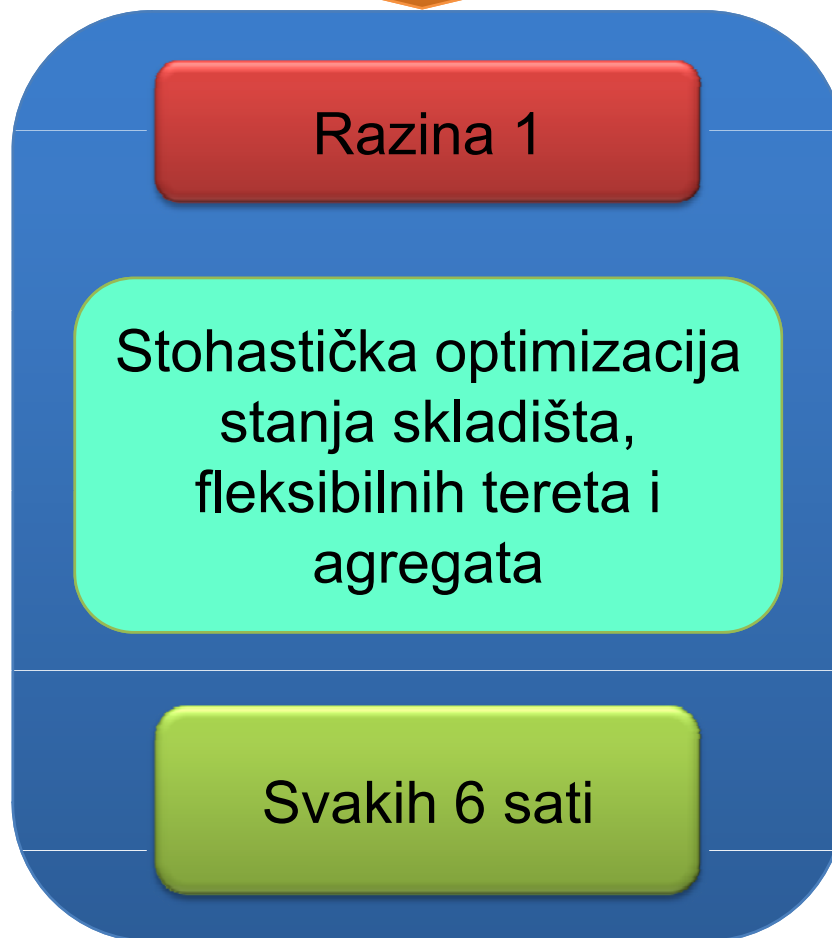 Razina 1
Stohastička optimizacija
stanja skladišta,
fleksibilnih tereta i
agregata
Svakih 6 sati